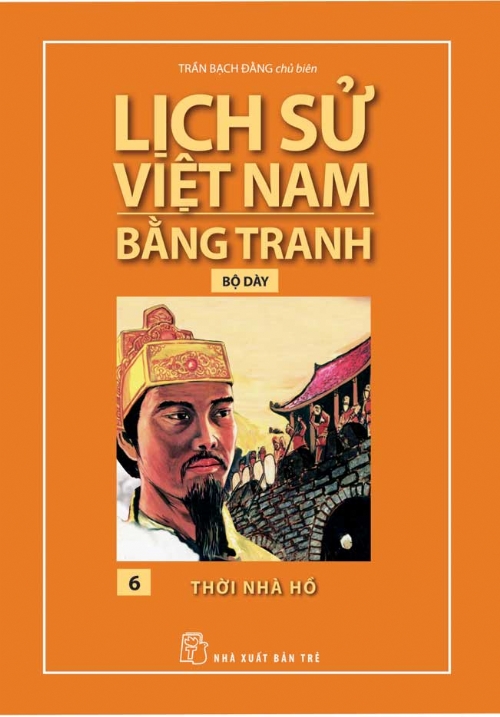 TRẦN BẠCH ĐẰNG chủ biên
LỊCH SỬ
VIỆT NAM
BẰNG TRANH
BỘ DÀY
6 THỜI NHÀ HỒ
NHÀ XUẤT BẢN TRẺ